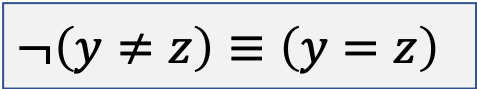 ¬(y ≠ z) ≡ (y = z)